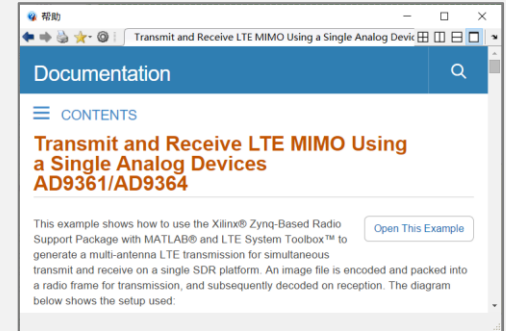 帮助
Transmit and Receive LTE MIMO Using a Single Analog Devic
Documentation
CONTENTS
Transmit and Receive LTE MIMO Using
a Single Analog Devices
AD9361/AD9364
This example shows how to use the Xilinx® Zynq-Based Radio
Support Package with MATLAB® and LTE System Toolbox™ to
generate a multi-antenna LTE transmission for simultaneous
Open This Example
transmit and receive on a single SDR platform. An image file is encoded and packed into
a radio frame for transmission, and subsequently decoded on reception. The diagram
below shows the setup used: